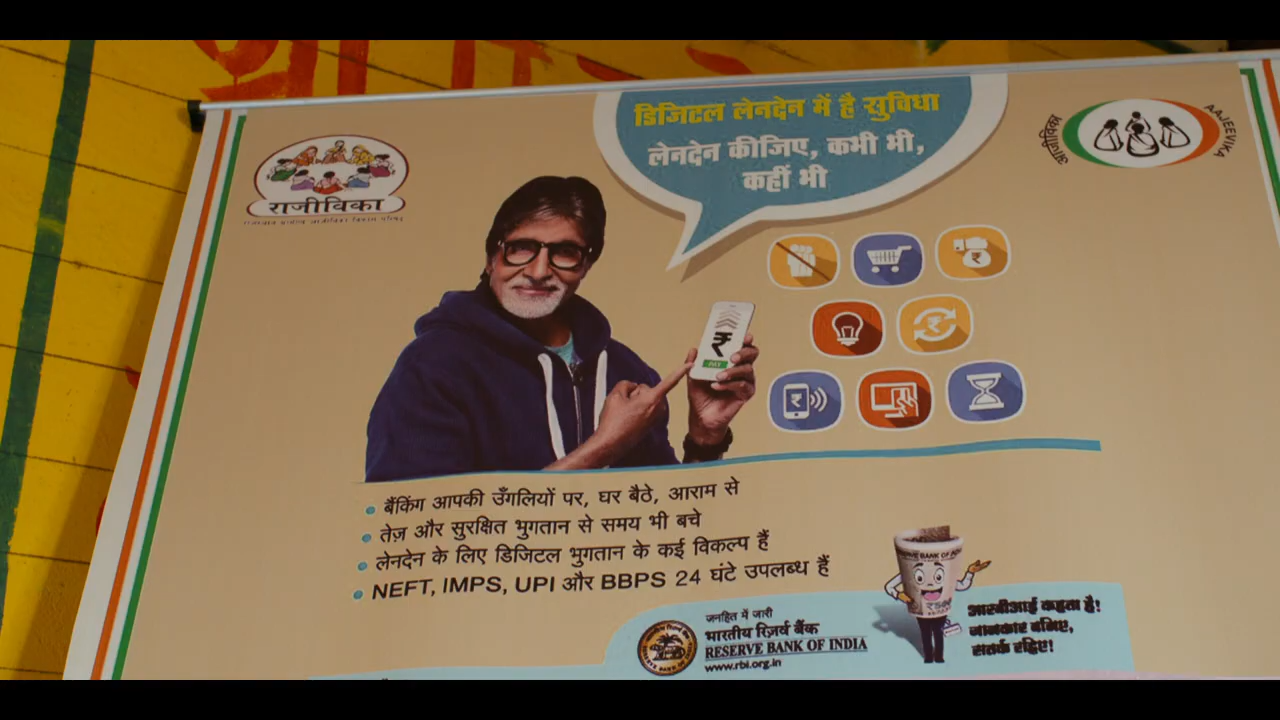 डिजिटल लेनदेन में है सुविधा
लेनदेन कीजिए, कभी भी,
कहीं भी
राजीविका
आजीविका
AAJEEVIKA
₹
PAY
बैंकिंग आपकी उँगलियों पर, घर बैठे, आराम से
तेज़ और सुरक्षित भुगतान से समय भी बचे
लेनदेन के लिए डिजिटल भुगतान के कई विकल्प हैं
NEFT, IMPS, UPI और BBPS 24 घंटे उपलब्ध हैं
जनहित में जारी
भारतीय रिज़र्व बैंक
RESERVE BANK OF INDIA
www.rbi.org.in
आरबीआई कहता है!
जानकार बनिए,
सतर्क रहिए!